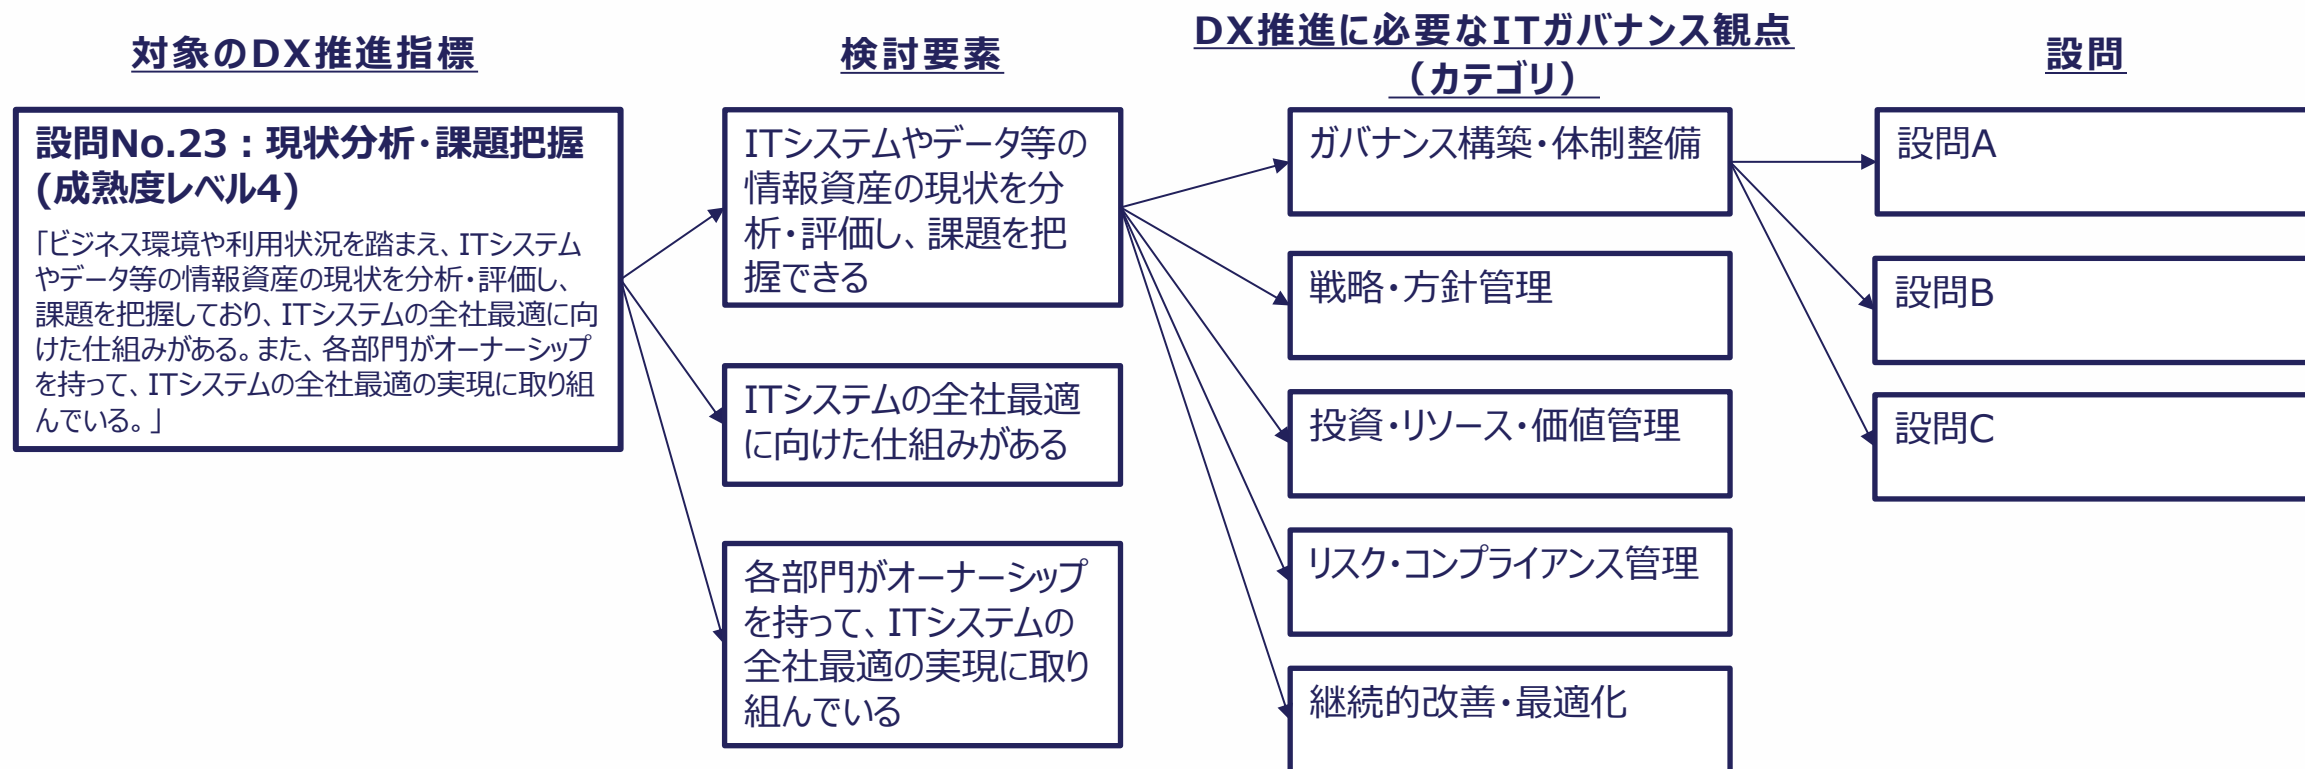 対象のDX推進指標
設問No.23：現状分析・課題把握
(成熟度レベル4)
「ビジネス環境や利用状況を踏まえ、ITシステム
やデータ等の情報資産の現状を分析・評価し、
課題を把握しており、ITシステムの全社最適に向
けた仕組みがある。また、各部門がオーナーシップ
を持って、ITシステムの全社最適の実現に取り組
んでいる。」
検討要素
ITシステムやデータ等の
情報資産の現状を分
析・評価し、課題を把
握できる
ITシステムの全社最適
に向けた仕組みがある
各部門がオーナーシップ
を持って、ITシステムの
全社最適の実現に取り
組んでいる
DX推進に必要なITガバナンス観点
（カテゴリ）
ガバナンス構築・体制整備
戦略・方針管理
投資・リソース・価値管理
リスク・コンプライアンス管理
継続的改善・最適化
設問
設問A
設問B
設問C